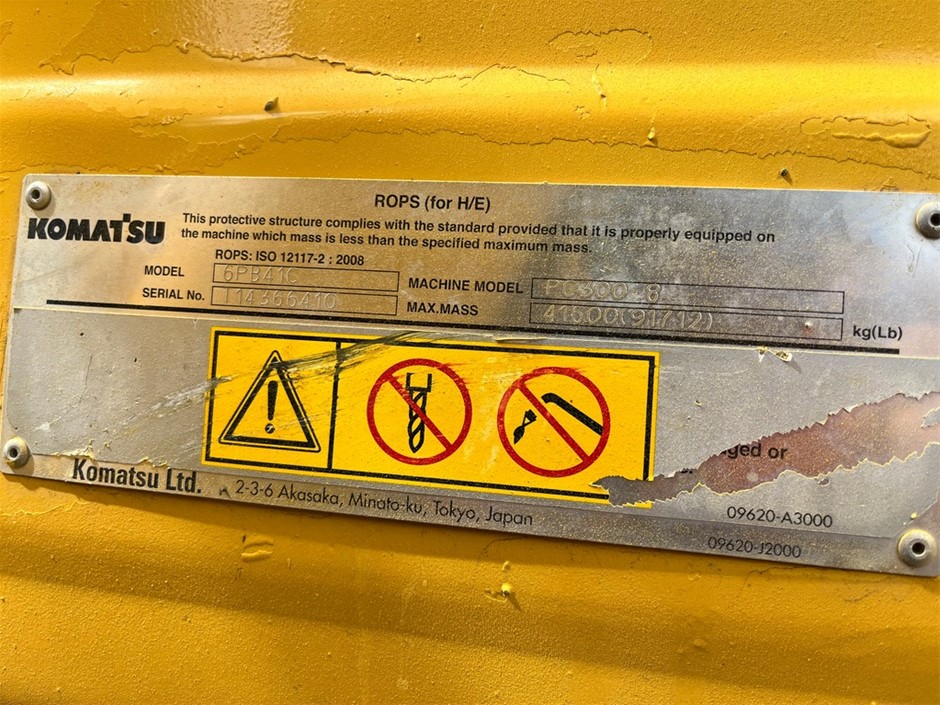 ROPS (for H/E)
KOMATSU
This protective structure complies with the standard provided that it is properly equipped on
the machine which mass is less than the specified maximum mass.
ROPS: ISO 12117-2 : 2008
MODEL 6PB41C MACHINE MODEL PC300-8
SERIAL No. T14366410 MAX.MASS 41500(91712) kg(Lb)
or
Komatsu Ltd. 2-3-6 Akasaka, Minato-ku, Tokyo, Japan
09620-A3000
09620-J2000